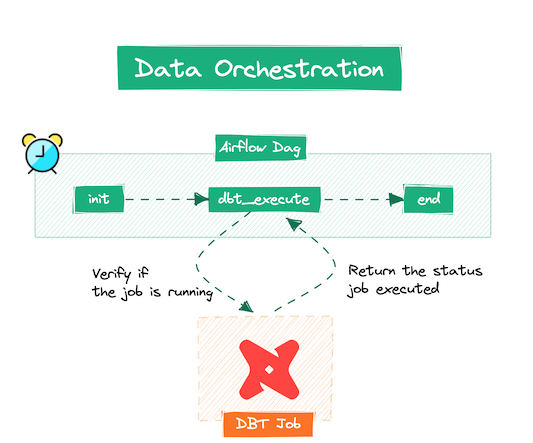 Data Orchestration
Airflow Dag
init
dbt_execute
end
Verify if
the job is running
Return the status
job executed
DBT Job